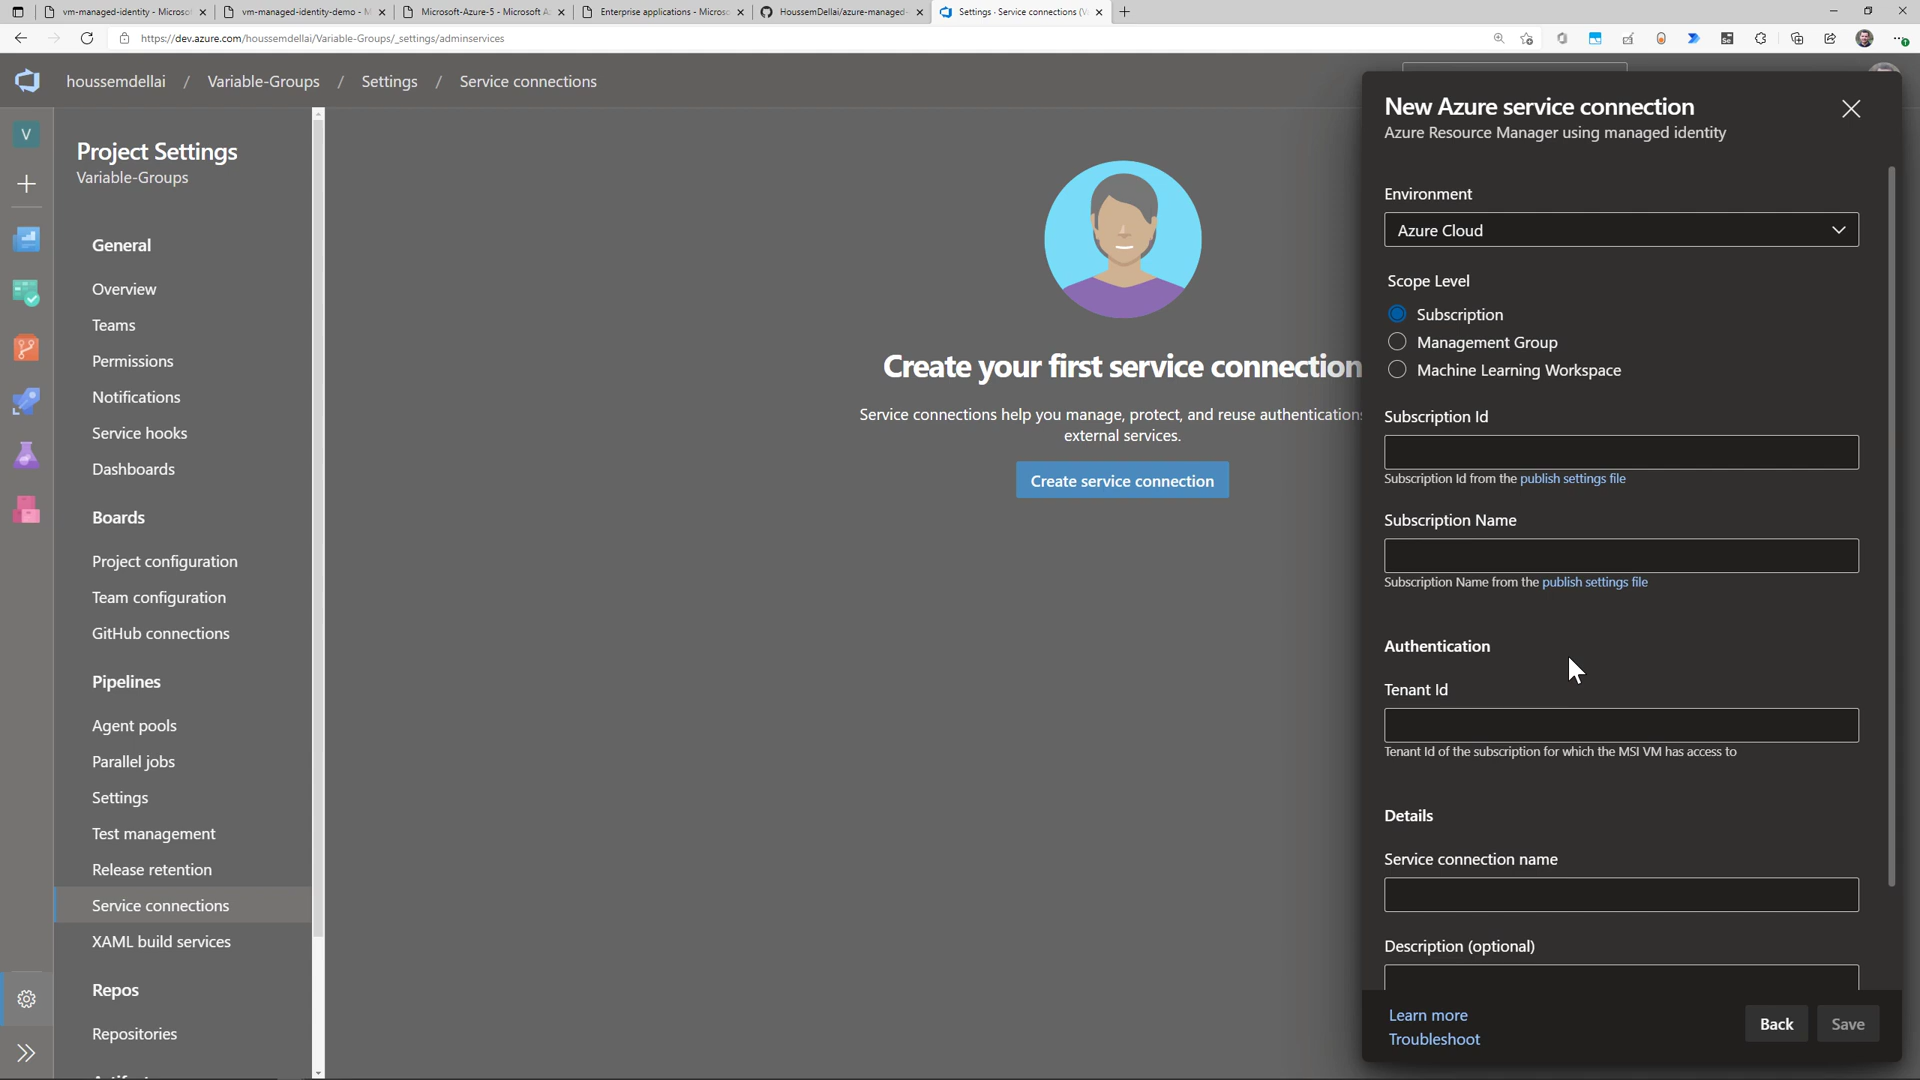 vm-managed-identity - Microso
vm-managed-identity-demo - M
Microsoft-Azure-5 - Microsoft A
Enterprise applications - Micros
HoussemDellai/azure-managed-
Settings · Service connections (V
https://dev.azure.com/houssemdellai/Variable-Groups/_settings/adminservices
houssemdellai / Variable-Groups / Settings / Service connections
V
Project Settings
Variable-Groups
General
Overview
Teams
Permissions
Notifications
Service hooks
Dashboards
Boards
Project configuration
Team configuration
GitHub connections
Pipelines
Agent pools
Parallel jobs
Settings
Test management
Release retention
Service connections
XAML build services
Repos
Repositories
Create your first service connection
Service connections help you manage, protect, and reuse authentications
external services.
Create service connection
New Azure service connection
Azure Resource Manager using managed identity
Environment
Azure Cloud
Scope Level
Subscription
Management Group
Machine Learning Workspace
Subscription Id
Subscription Id from the publish settings file
Subscription Name
Subscription Name from the publish settings file
Authentication
Tenant Id
Tenant Id of the subscription for which the MSI VM has access to
Details
Service connection name
Description (optional)
Learn more
Troubleshoot
Back
Save